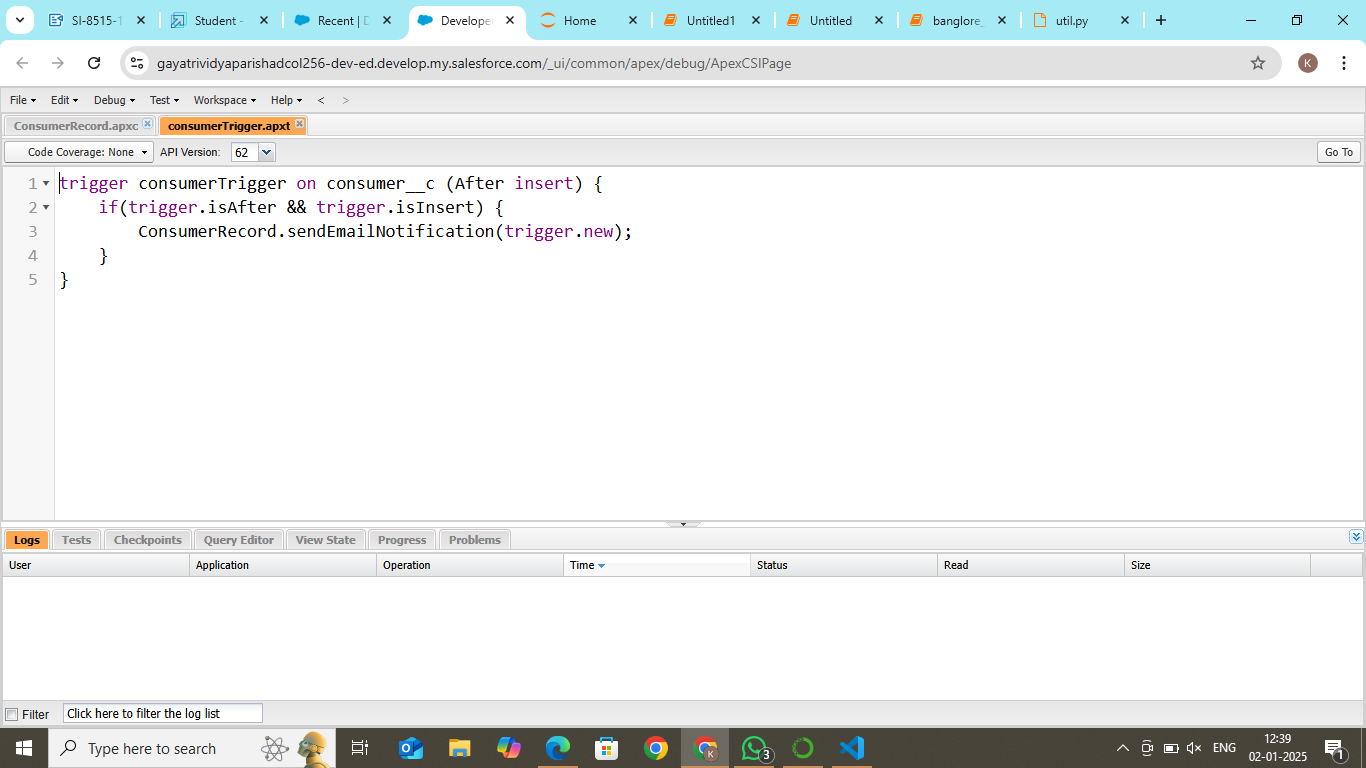 SI-8515-1
Student -
Recent | D
Develope
Home
Untitled1
Untitled
banglore_
util.py
gayatrividyaparishadcol256-dev-ed.develop.my.salesforce.com/_ui/common/apex/debug/ApexCSIPage
K
File Edit Debug Test Workspace Help < >
ConsumerRecord.apxc consumerTrigger.apxt
Code Coverage: None API Version: 62 Go To
1 trigger consumerTrigger on consumer__c (After insert) {
2 if(trigger.isAfter && trigger.isInsert) {
3 ConsumerRecord.sendEmailNotification(trigger.new);
4 }
5 }
Logs Tests Checkpoints Query Editor View State Progress Problems
User Application Operation Time Status Read Size
Filter Click here to filter the log list
Type here to search
K
3
ENG
12:39
02-01-2025
1